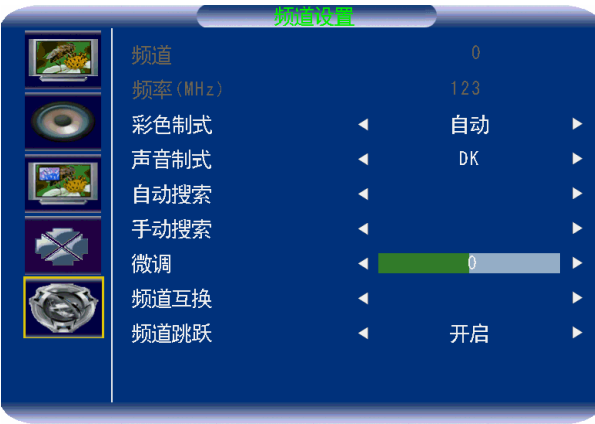 频道设置
频道 0
频率(MHz) 123
彩色制式 自动
声音制式 DK
自动搜索
手动搜索
微调 0
频道互换
频道跳跃 开启